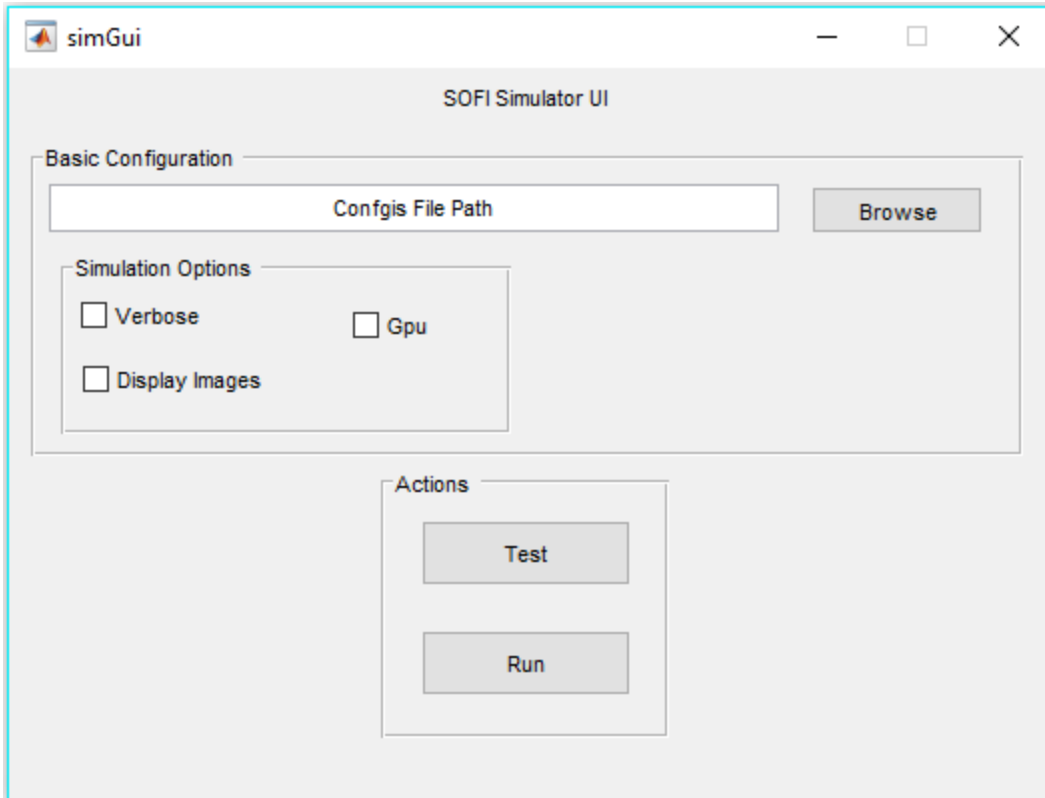 simGui
SOFI Simulator UI
Basic Configuration
Confgis File Path
Browse
Simulation Options
Verbose
Gpu
Display Images
Actions
Test
Run